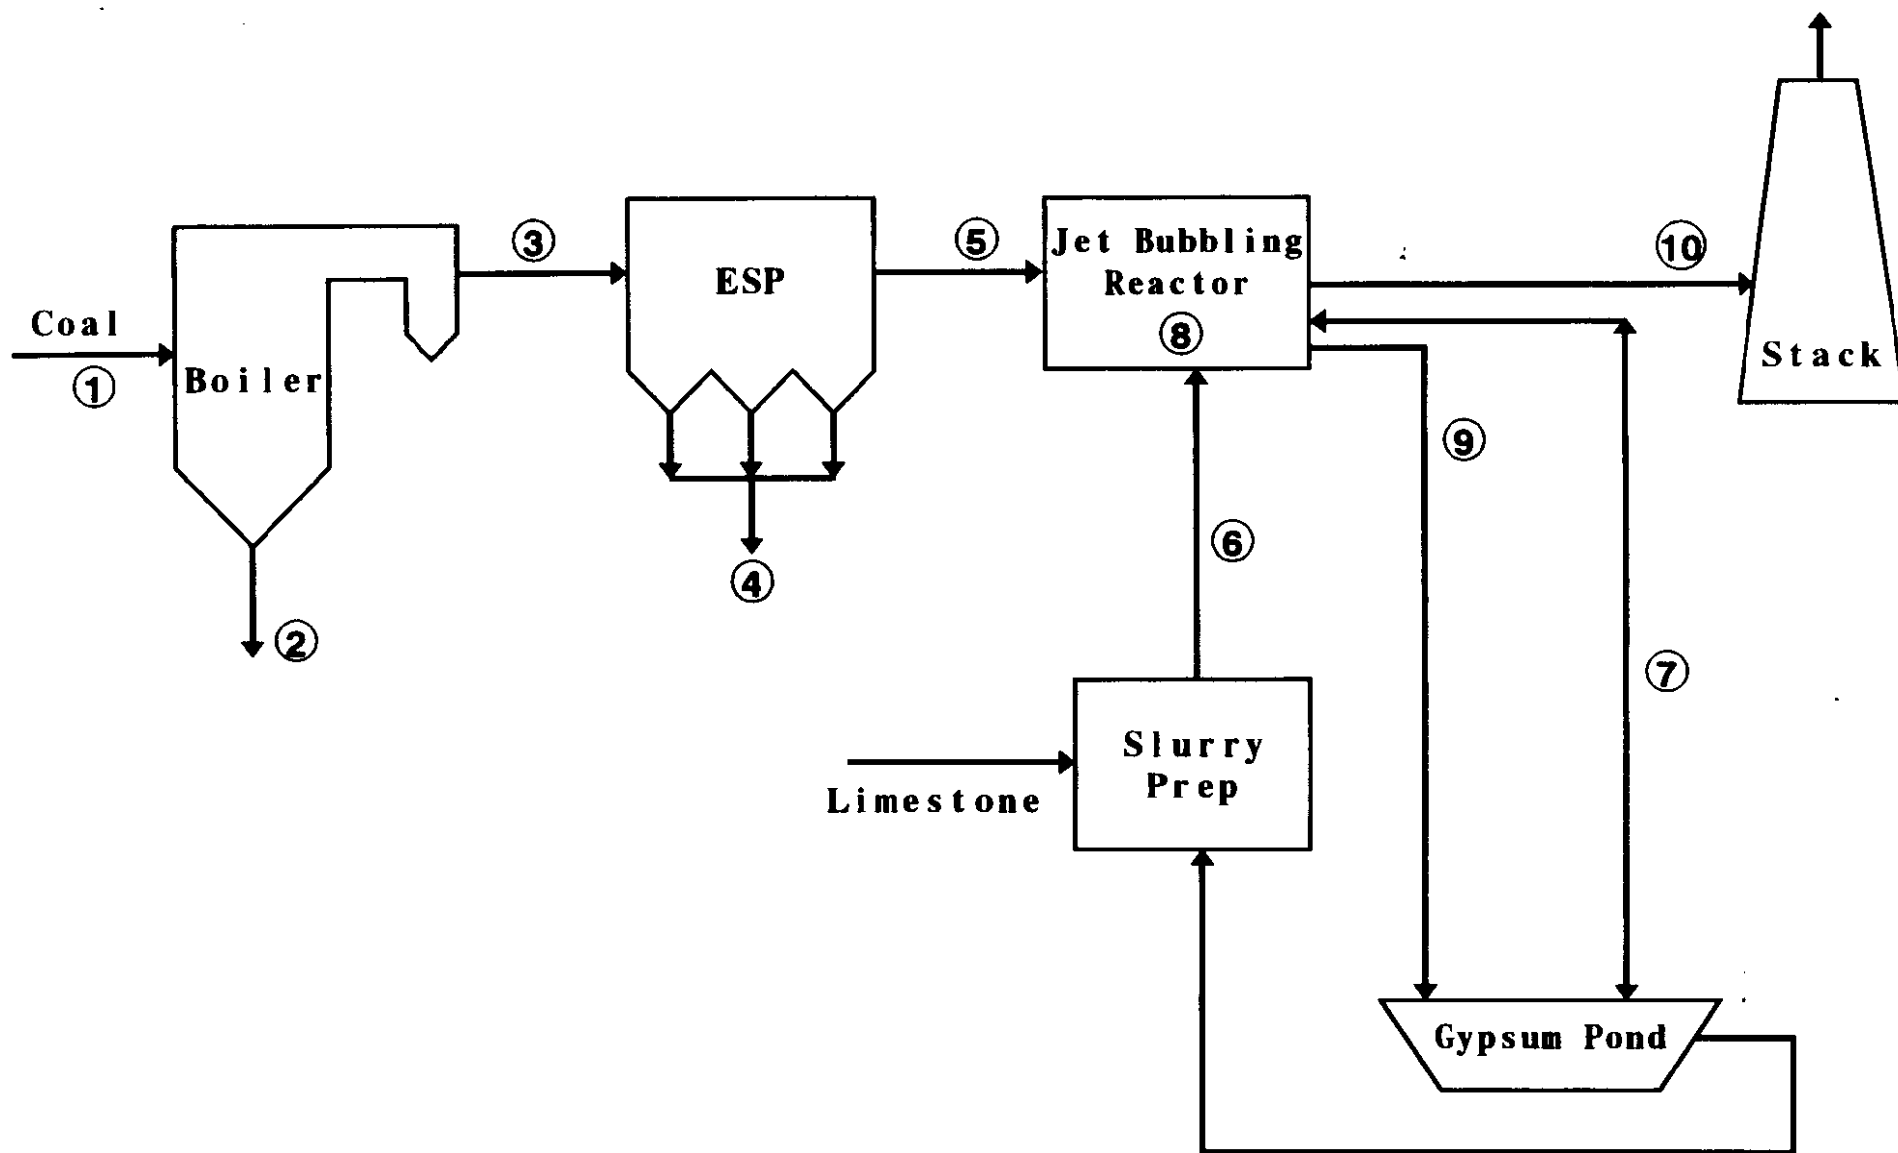 Coal
①
Boiler
②
③
ESP
④
⑤
Jet Bubbling
Reactor
⑧
⑩
Stack
⑨
⑥
⑦
Slurry
Prep
Limestone
Gypsum Pond